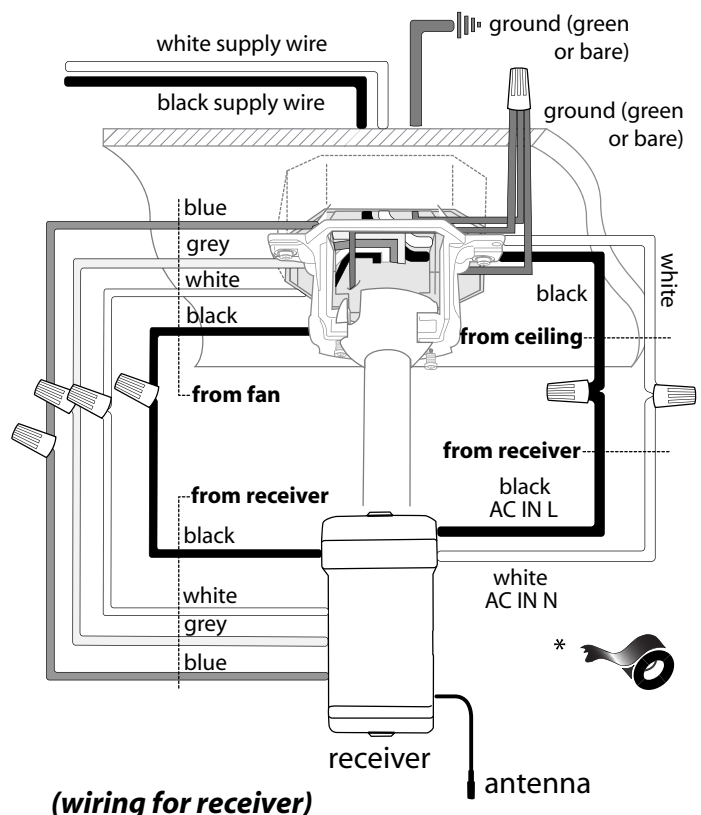 ground (green
or bare)
white supply wire
black supply wire
ground (green
or bare)
blue
grey
white
black
black
white
from ceiling
from fan
from receiver
from receiver
black
AC IN L
black
white
AC IN N
white
grey
blue
*
receiver
antenna
(wiring for receiver)